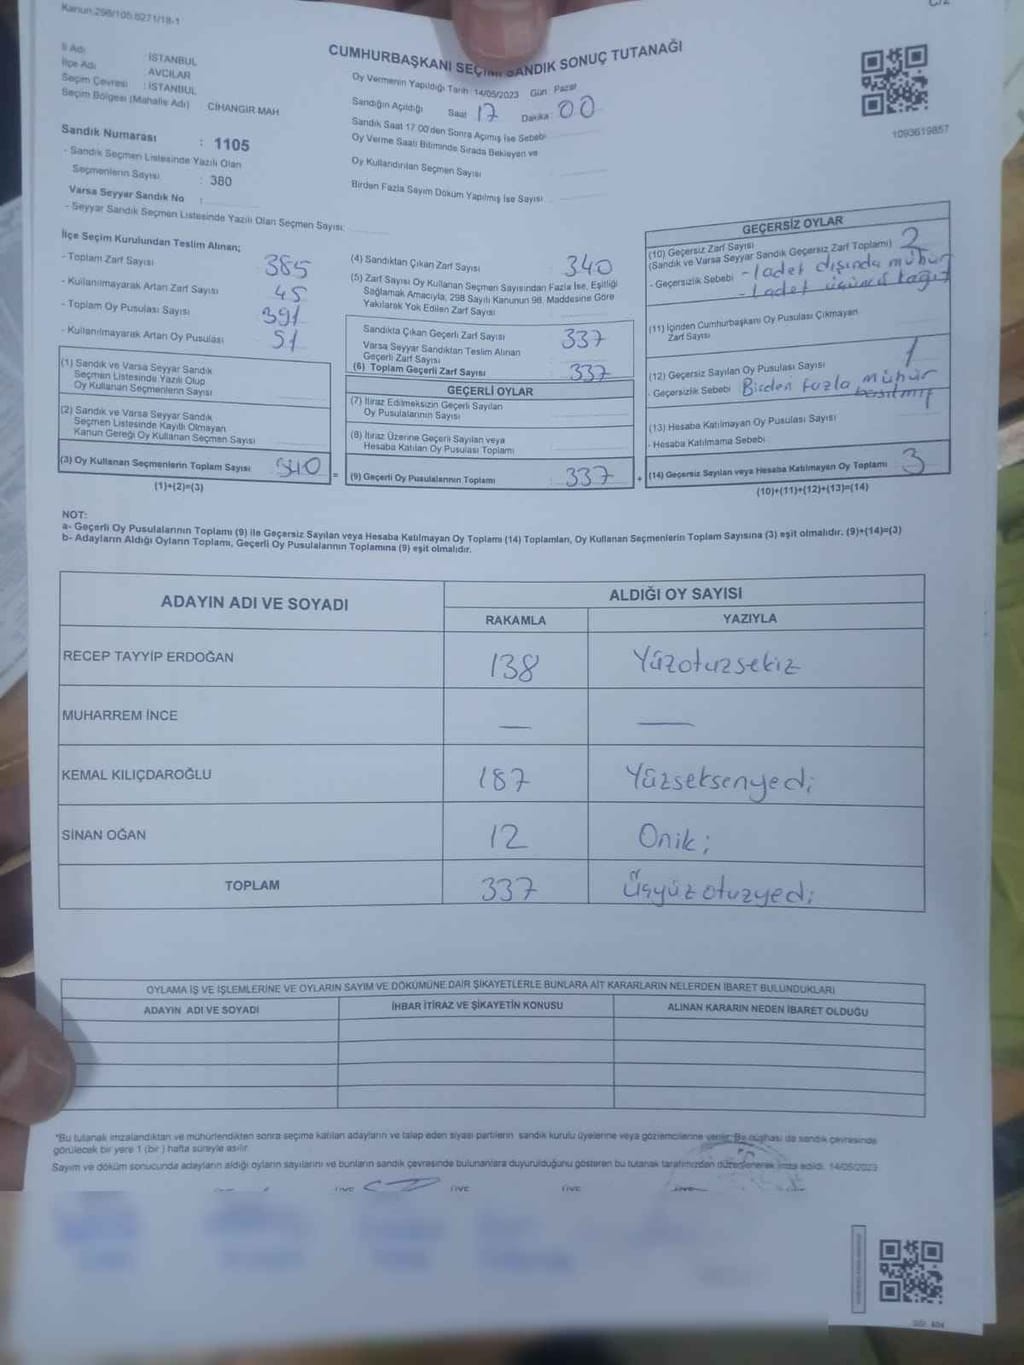 Kanun.298/105.6271/18-1
CUMHURBAŞKANI SEÇİMİ SANDIK SONUÇ TUTANAĞI
İl Adı : İSTANBUL
İlçe Adı : AVCILAR
Seçim Çevresi : İSTANBUL
Seçim Bölgesi (Mahalle Adı) CİHANGİR MAH
Sandık Numarası : 1105
- Sandık Seçmen Listesinde Yazılı Olan
Seçmenlerin Sayısı : 380
Varsa Seyyar Sandık No :
- Seyyar Sandık Seçmen Listesinde Yazılı Olan Seçmen Sayısı:
Oy Vermenin Yapıldığı Tarih: 14/05/2023 Gün: Pazar
Sandığın Açıldığı Saat 17 Dakika: 00
Sandık Saat 17.00'den Sonra Açımış İse Sebebi
Oy Verme Saati Bitiminde Sırada Bekleyen ve
Oy Kullandırılan Seçmen Sayısı
Birden Fazla Sayım Döküm Yapılmış İse Sayısı
1093619857
İlçe Seçim Kurulundan Teslim Alınan;
- Toplam Zarf Sayısı 385
- Kullanılmayarak Artan Zarf Sayısı 45
- Toplam Oy Pusulası Sayısı 391
- Kullanılmayarak Artan Oy Pusulası 51
(1) Sandık ve Varsa Seyyar Sandık
Seçmen Listesinde Yazılı Olup
Oy Kullanan Seçmenlerin Sayısı
(2) Sandık ve Varsa Seyyar Sandık
Seçmen Listesinde Kayıtlı Olmayan
Kanun Gereği Oy Kullanan Seçmen Sayısı
(3) Oy Kullanan Seçmenlerin Toplam Sayısı 340 =
(1)+(2)=(3)
(4) Sandıktan Çıkan Zarf Sayısı : 340
(5) Zarf Sayısı Oy Kullanan Seçmen Sayısından Fazla İse, Eşitliği
Sağlamak Amacıyla, 298 Sayılı Kanunun 98. Maddesine Göre
Yakılarak Yok Edilen Zarf Sayısı
Sandıkta Çıkan Geçerli Zarf Sayısı : 337
Varsa Seyyar Sandıktan Teslim Alınan
Geçerli Zarf Sayısı
(6) Toplam Geçerli Zarf Sayısı : 337
GEÇERLİ OYLAR
(7) İtiraz Edilmeksizin Geçerli Sayılan
Oy Pusulalarının Sayısı
(8) İtiraz Üzerine Geçerli Sayılan veya
Hesaba Katılan Oy Pusulası Toplamı
(9) Geçerli Oy Pusulalarının Toplamı : 337 +
GEÇERSİZ OYLAR
(10) Geçersiz Zarf Sayısı
(Sandık ve Varsa Seyyar Sandık Geçersiz Zarf Toplamı) 2
- Geçersizlik Sebebi - 1 adet dışında mühür
- 1 adet üçüncü kağıt
(11) İçinden Cumhurbaşkanı Oy Pusulası Çıkmayan
Zarf Sayısı
(12) Geçersiz Sayılan Oy Pusulası Sayısı 1
- Geçersizlik Sebebi Birden fazla mühür
basılmış
(13) Hesaba Katılmayan Oy Pusulası Sayısı
- Hesaba Katılmama Sebebi
(14) Geçersiz Sayılan veya Hesaba Katılmayan Oy Toplamı 3
(10)+(11)+(12)+(13)=(14)
NOT:
a- Geçerli Oy Pusulalarının Toplamı (9) ile Geçersiz Sayılan veya Hesaba Katılmayan Oy Toplamı (14) Toplamları, Oy Kullanan Seçmenlerin Toplam Sayısına (3) eşit olmalıdır. (9)+(14)=(3)
b- Adayların Aldığı Oyların Toplamı, Geçerli Oy Pusulalarının Toplamına (9) eşit olmalıdır.
ADAYIN ADI VE SOYADI ALDIĞI OY SAYISI
RAKAMLA YAZIYLA
RECEP TAYYİP ERDOĞAN 138 Yüzotuzsekiz
MUHARREM İNCE — —
KEMAL KILIÇDAROĞLU 187 Yüzseksenyedi
SİNAN OĞAN 12 Oniki
TOPLAM 337 Üçyüzotuzyedi
OYLAMA İŞ VE İŞLEMLERİNE VE OYLARIN SAYIM VE DÖKÜMÜNE DAİR ŞİKAYETLERLE BUNLARA AİT KARARLARIN NELERDEN İBARET BULUNDUKLARI
ADAYIN ADI VE SOYADI İHBAR İTİRAZ VE ŞİKAYETİN KONUSU ALINAN KARARIN NEDEN İBARET OLDUĞU
*Bu tutanak imzalandıktan ve mühürlendikten sonra seçime katılan adayların ve talep eden siyasi partilerin sandık kurulu üyelerine veya gözlemcilerine verilir. Bir nüshası da sandık çevresinde
görülecek bir yere 1 (bir) hafta süreyle asılır.
Sayım ve döküm sonucunda adayların aldığı oyların sayılarını ve bunların sandık çevresinde bulunanlara duyurulduğunu gösteren bu tutanak tarafımızdan düzenlenerek imza edildi. 14/05/2023